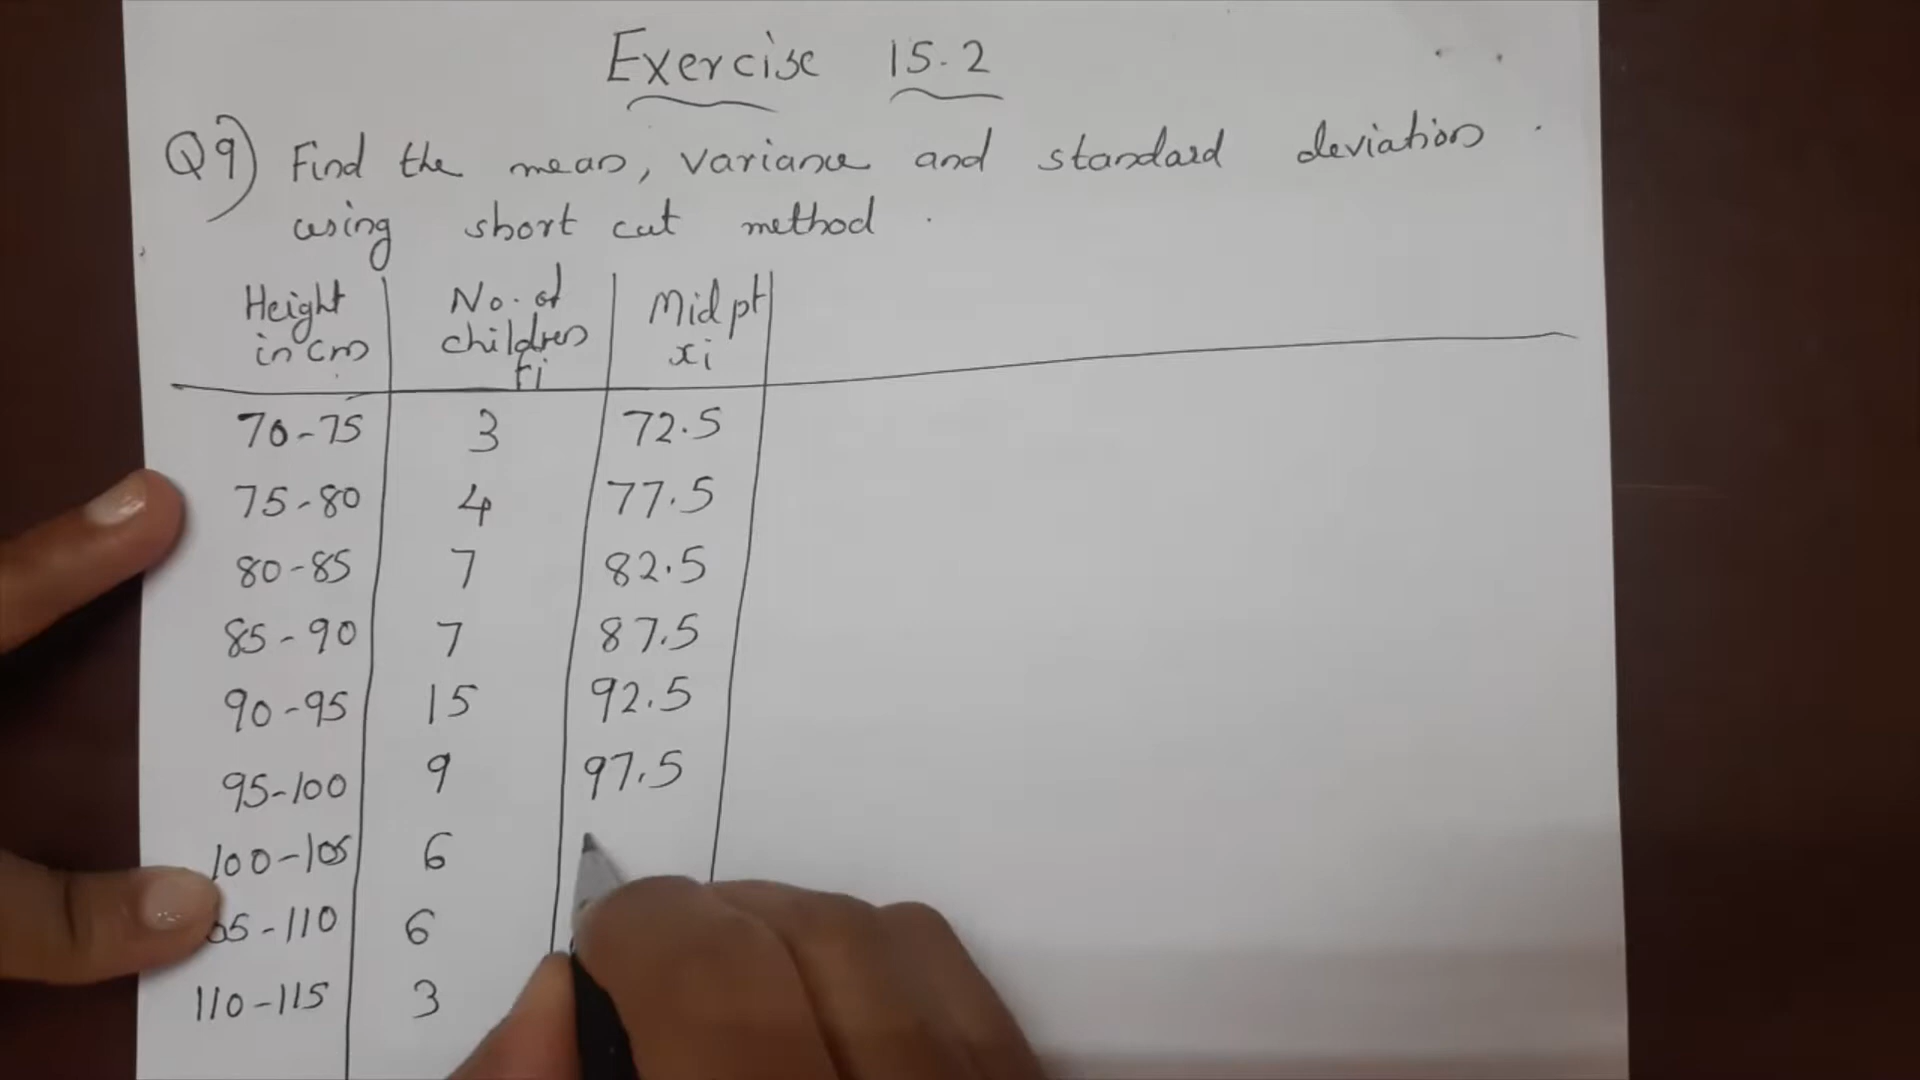 Exercise 15.2
Q9) Find the mean, variance and standard deviation
using short cut method.
Height in cm | No. of children fi | Mid pt xi
70-75 3 72.5
75-80 4 77.5
80-85 7 82.5
85-90 7 87.5
90-95 15 92.5
95-100 9 97.5
100-105 6
05-110 6
110-115 3